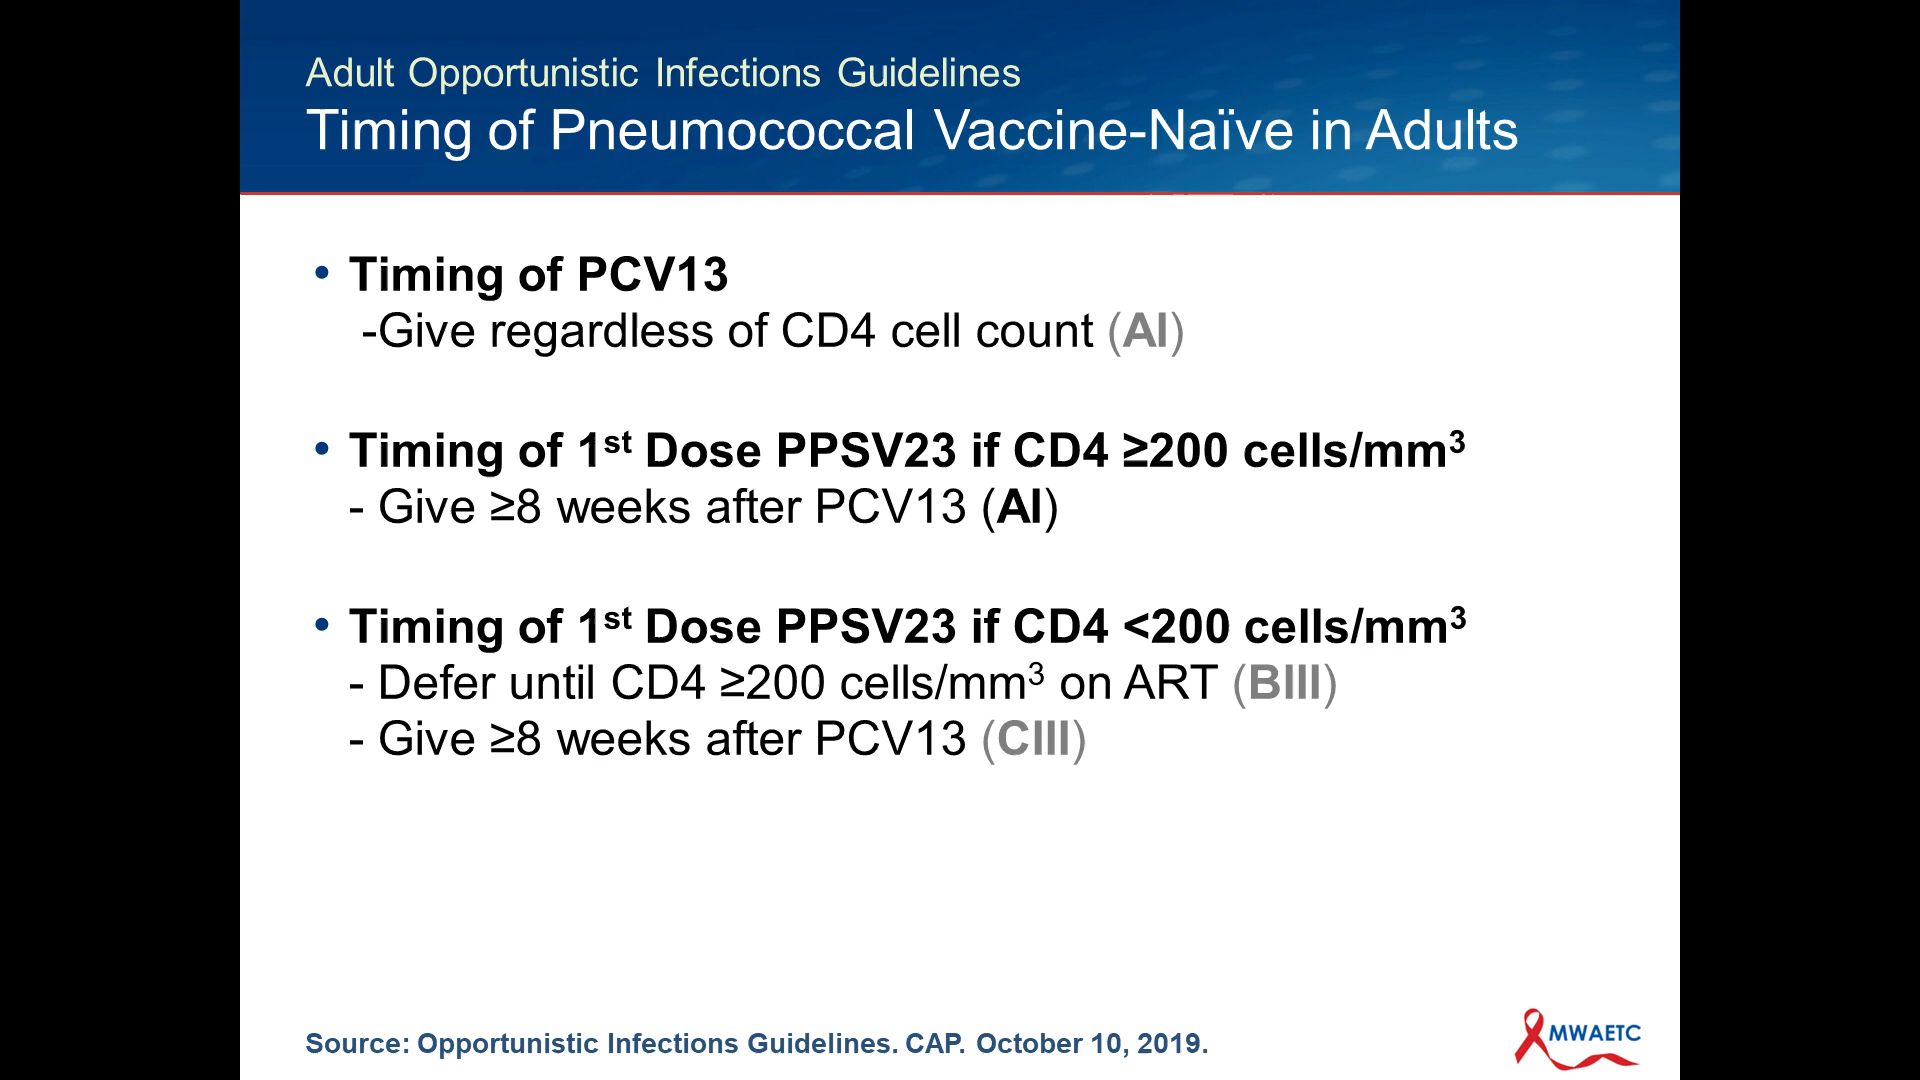 Adult Opportunistic Infections Guidelines
Timing of Pneumococcal Vaccine-Naïve in Adults
• Timing of PCV13
-Give regardless of CD4 cell count (AI)
• Timing of 1st Dose PPSV23 if CD4 ≥200 cells/mm³
- Give ≥8 weeks after PCV13 (AI)
• Timing of 1st Dose PPSV23 if CD4 <200 cells/mm³
- Defer until CD4 ≥200 cells/mm³ on ART (BIII)
- Give ≥8 weeks after PCV13 (CIII)
Source: Opportunistic Infections Guidelines. CAP. October 10, 2019.
MWAETC